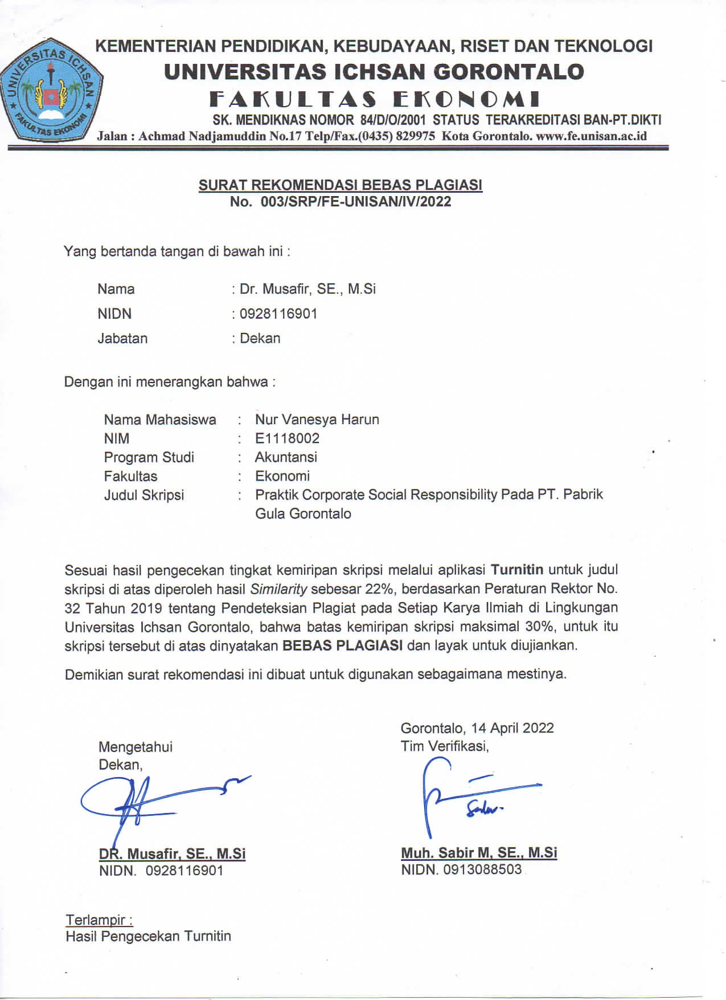 KEMENTERIAN PENDIDIKAN, KEBUDAYAAN, RISET DAN TEKNOLOGI
UNIVERSITAS ICHSAN GORONTALO
FAKULTAS EKONOMI
SK. MENDIKNAS NOMOR 84/D/O/2001 STATUS TERAKREDITASI BAN-PT.DIKTI
Jalan : Achmad Nadjamuddin No.17 Telp/Fax.(0435) 829975 Kota Gorontalo. www.fe.unisan.ac.id
UNIVERSITAS ICHSAN
FAKULTAS EKONOMI
SURAT REKOMENDASI BEBAS PLAGIASI
No. 003/SRP/FE-UNISAN/IV/2022
Yang bertanda tangan di bawah ini :
Nama : Dr. Musafir, SE., M.Si
NIDN : 0928116901
Jabatan : Dekan
Dengan ini menerangkan bahwa :
Nama Mahasiswa : Nur Vanesya Harun
NIM : E1118002
Program Studi : Akuntansi
Fakultas : Ekonomi
Judul Skripsi : Praktik Corporate Social Responsibility Pada PT. Pabrik
Gula Gorontalo
Sesuai hasil pengecekan tingkat kemiripan skripsi melalui aplikasi Turnitin untuk judul
skripsi di atas diperoleh hasil Similarity sebesar 22%, berdasarkan Peraturan Rektor No.
32 Tahun 2019 tentang Pendeteksian Plagiat pada Setiap Karya Ilmiah di Lingkungan
Universitas Ichsan Gorontalo, bahwa batas kemiripan skripsi maksimal 30%, untuk itu
skripsi tersebut di atas dinyatakan BEBAS PLAGIASI dan layak untuk diujiankan.
Demikian surat rekomendasi ini dibuat untuk digunakan sebagaimana mestinya.
Gorontalo, 14 April 2022
Mengetahui
Tim Verifikasi,
Dekan,
DR. Musafir, SE., M.Si
Muh. Sabir M, SE., M.Si
NIDN. 0928116901
NIDN. 0913088503
Terlampir :
Hasil Pengecekan Turnitin